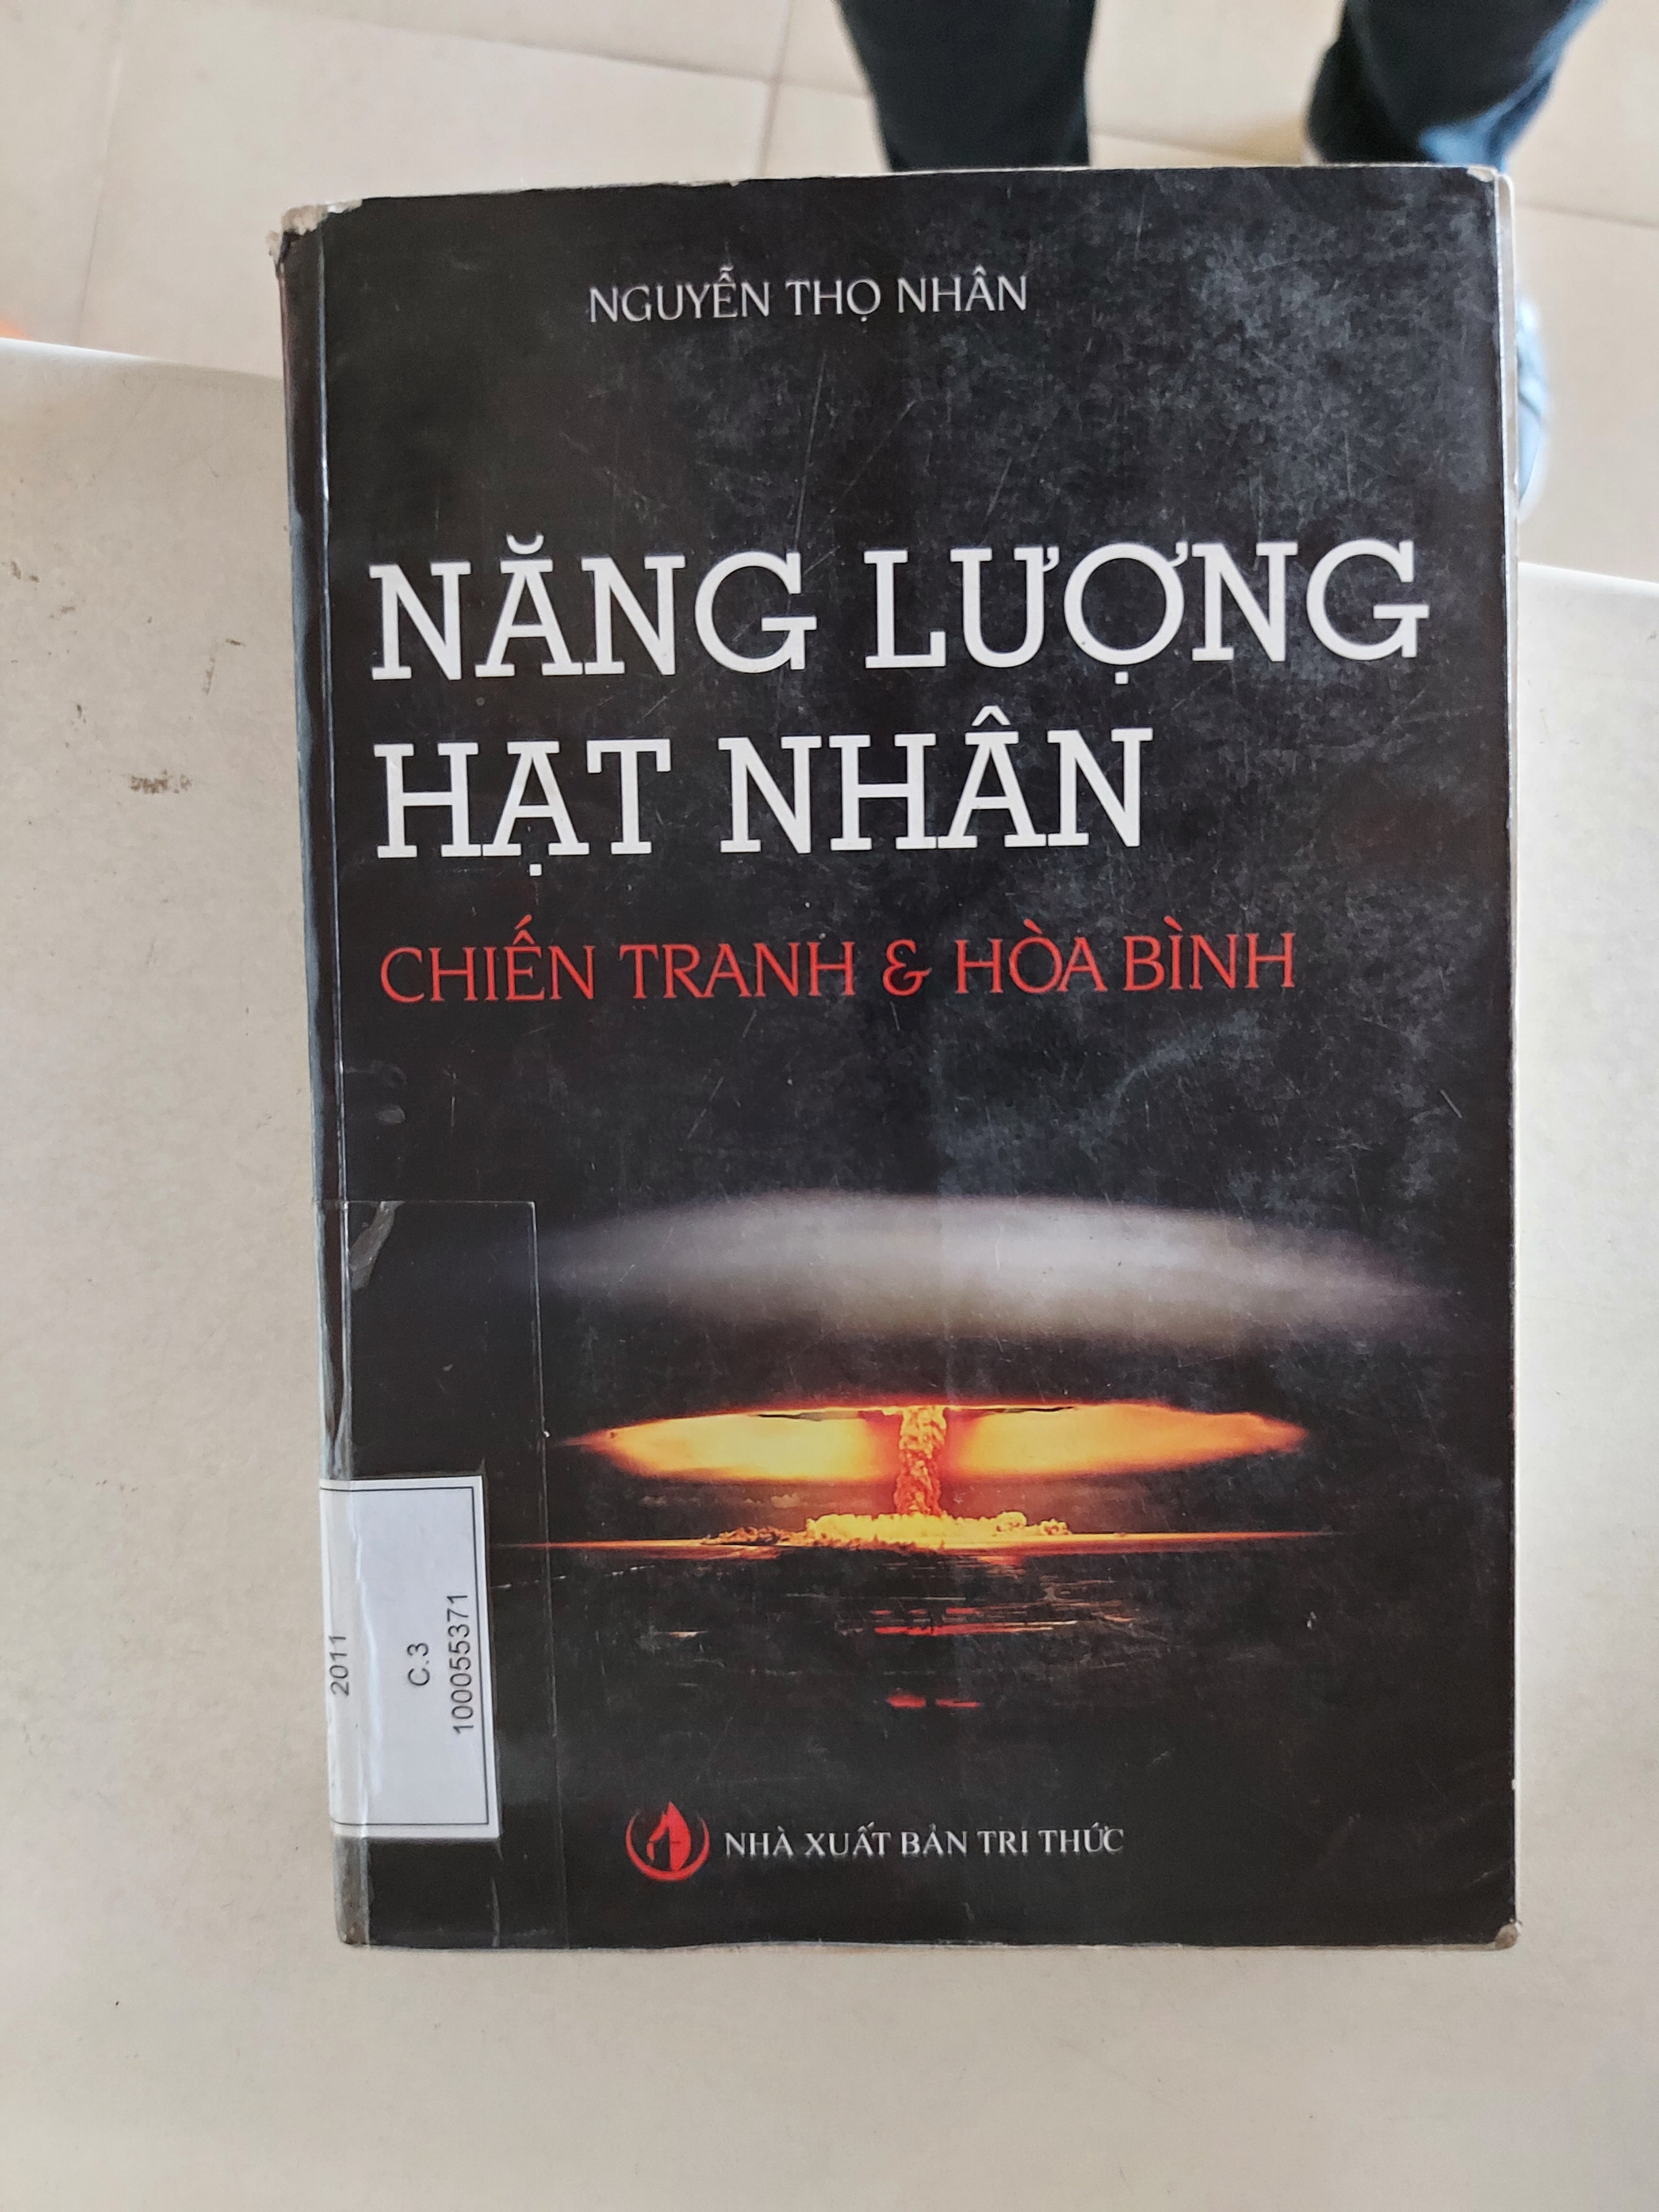 NGUYỄN THỌ NHÂN
NĂNG LƯỢNG
HẠT NHÂN
CHIẾN TRANH & HÒA BÌNH
2011
C.3
100055371
NHÀ XUẤT BẢN TRI THỨC